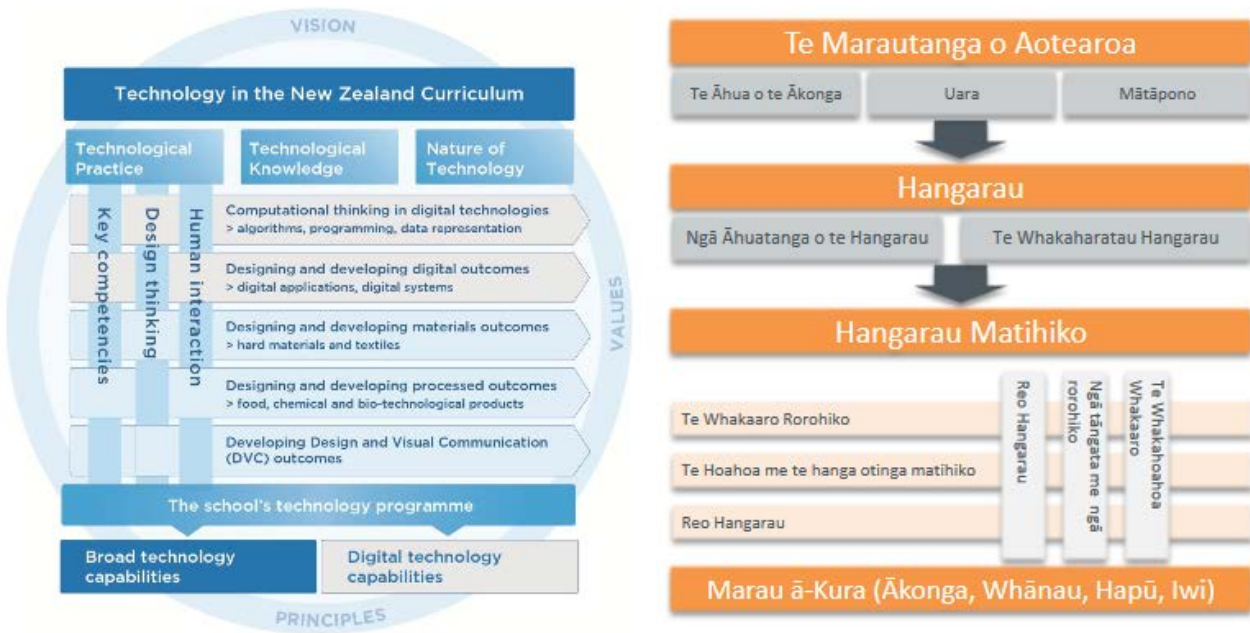 VISION
Technology in the New Zealand Curriculum
Technological
Practice
Technological
Knowledge
Nature of
Technology
Key competencies
Design thinking
Human interaction
Computational thinking in digital technologies
> algorithms, programming, data representation
Designing and developing digital outcomes
> digital applications, digital systems
Designing and developing materials outcomes
> hard materials and textiles
Designing and developing processed outcomes
> food, chemical and bio-technological products
Developing Design and Visual Communication
(DVC) outcomes
VALUES
The school's technology programme
Broad technology
capabilities
Digital technology
capabilities
PRINCIPLES
Te Marautanga o Aotearoa
Te Āhua o te Ākonga
Uara
Mātāpono
Hangarau
Ngā Āhuatanga o te Hangarau
Te Whakaharatau Hangarau
Hangarau Matihiko
Te Whakaaro Rorohiko
Te Hoahoa me te hanga otinga matihiko
Reo Hangarau
Reo Hangarau
Ngā tāngata me ngā
rorohiko
Te Whakahoahoa
Whakaaro
Marau ā-Kura (Ākonga, Whānau, Hapū, Iwi)